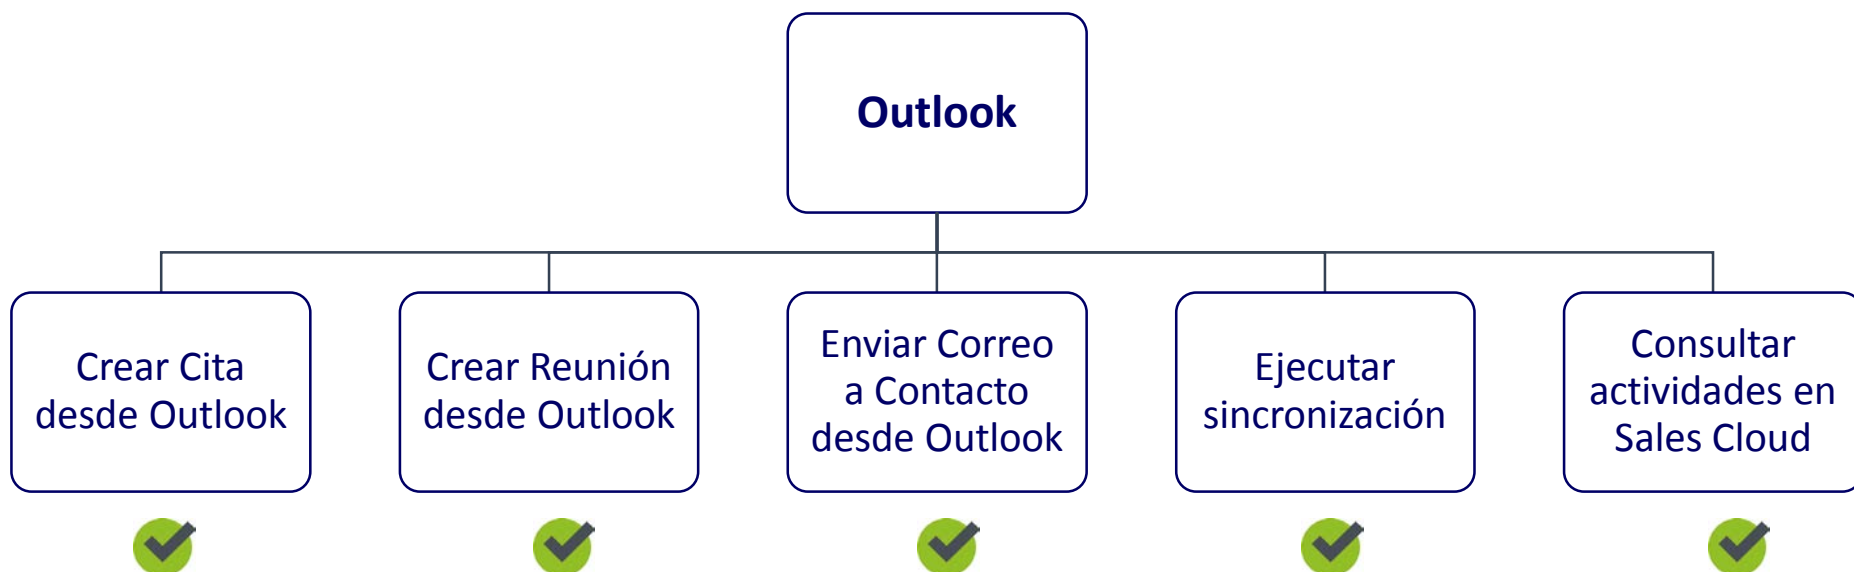 Outlook
Crear Cita
desde Outlook
Crear Reunión
desde Outlook
Enviar Correo
a Contacto
desde Outlook
Ejecutar
sincronización
Consultar
actividades en
Sales Cloud